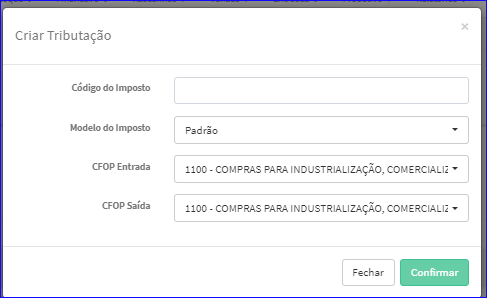 Criar Tributação
×
Código do Imposto
Modelo do Imposto
Padrão
CFOP Entrada
1100 - COMPRAS PARA INDUSTRIALIZAÇÃO, COMERCIALIZ
CFOP Saída
1100 - COMPRAS PARA INDUSTRIALIZAÇÃO, COMERCIALIZ
Fechar
Confirmar